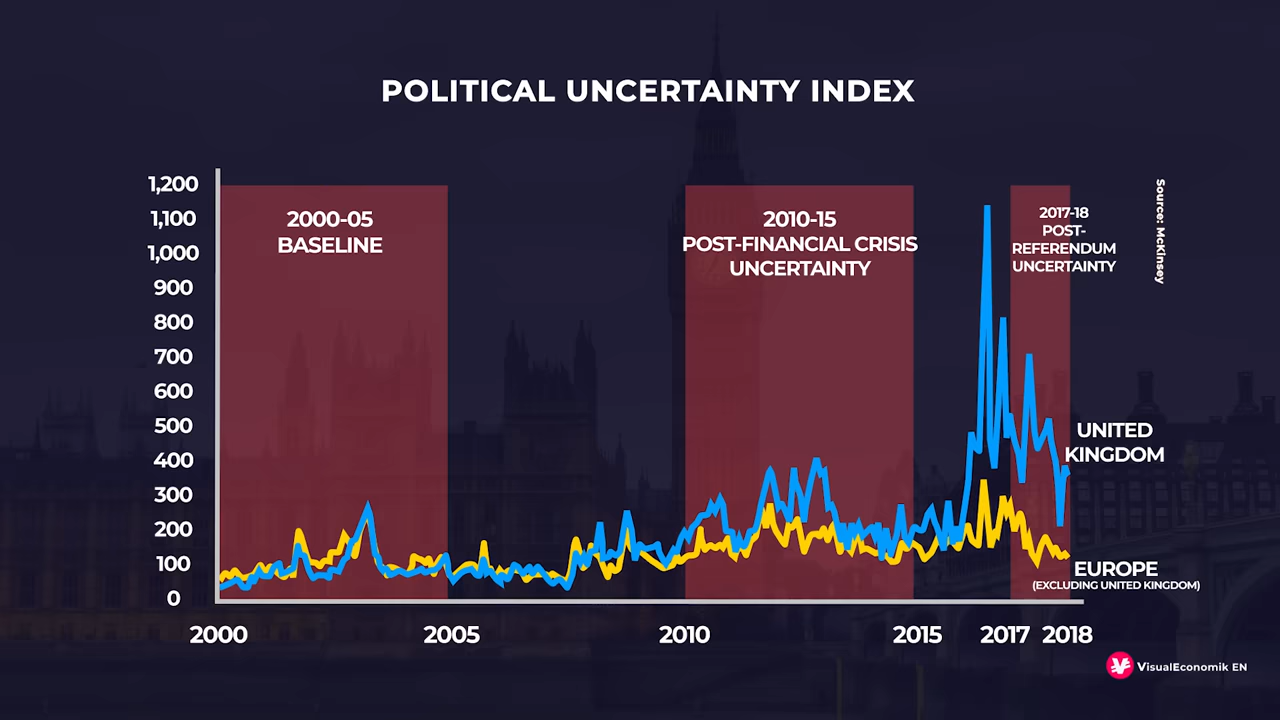 POLITICAL UNCERTAINTY INDEX
1,200
1,100
1,000
900
800
700
600
500
400
300
200
100
0
2000-05
BASELINE
2010-15
POST-FINANCIAL CRISIS
UNCERTAINTY
2017-18
POST-
REFERENDUM
UNCERTAINTY
Source: McKinsey
UNITED
KINGDOM
EUROPE
(EXCLUDING UNITED KINGDOM)
2000
2005
2010
2015
2017
2018
VisualEconomik EN